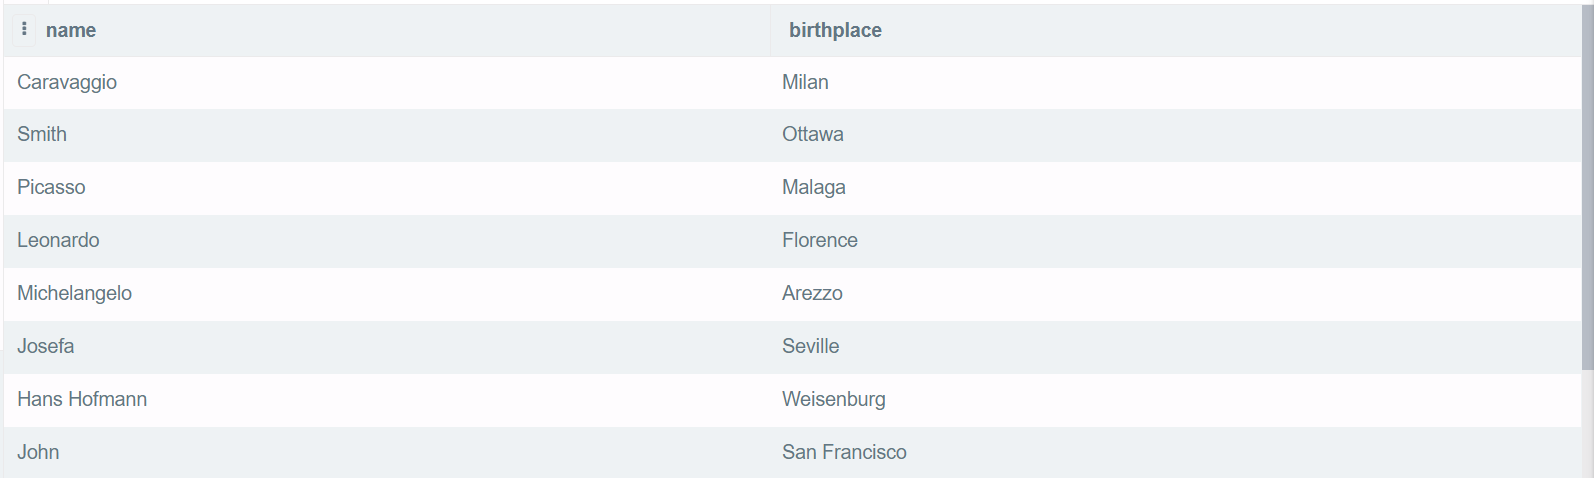 name birthplace
Caravaggio Milan
Smith Ottawa
Picasso Malaga
Leonardo Florence
Michelangelo Arezzo
Josefa Seville
Hans Hofmann Weisenburg
John San Francisco